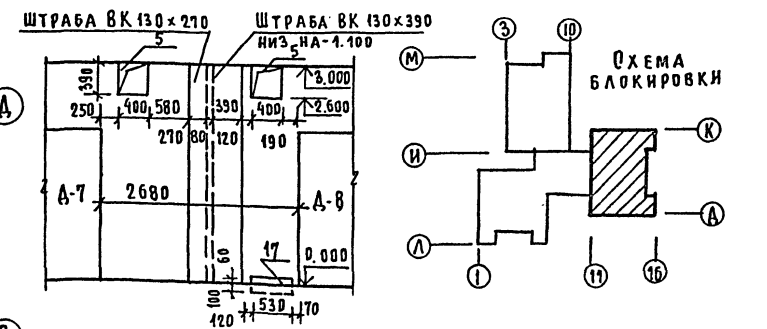 ШТРАБА ВК 130×270
ШТРАБА ВК 130×390
НИЗ НА -1.100
5
5
390
3.000
2.600
250
400
580
390
400
270
80
120
190
Д
Д-7
2680
Д-8
60
17
0.000
100
530
70
120
3
10
М
СХЕМА
БЛОКИРОВКИ
К
И
Д
Л
1
11
16